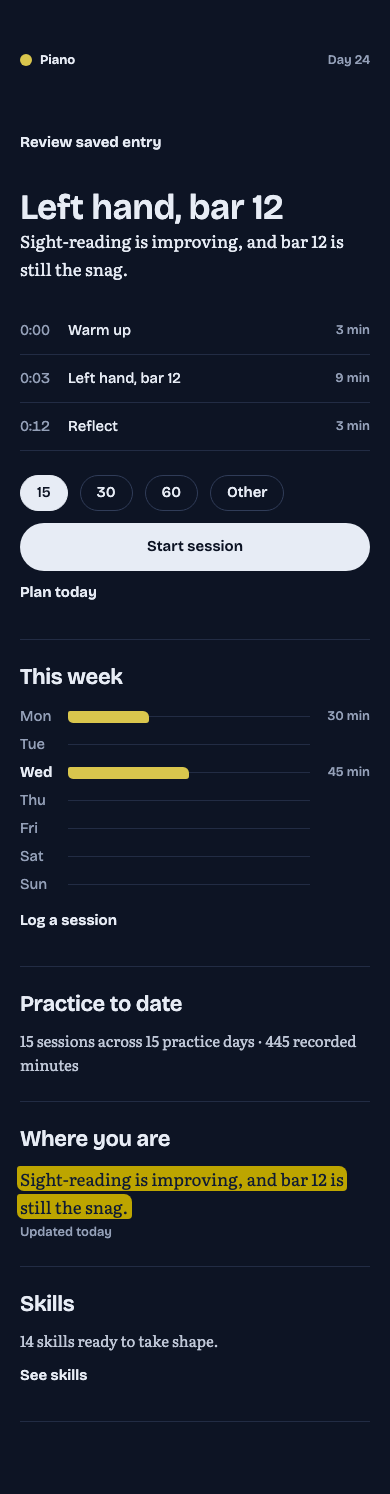 Piano
Day 24
Review saved entry
Left hand, bar 12
Sight-reading is improving, and bar 12 is
still the snag.
0:00 Warm up 3 min
0:03 Left hand, bar 12 9 min
0:12 Reflect 3 min
15 30 60 Other
Start session
Plan today
This week
Mon 30 min
Tue
Wed 45 min
Thu
Fri
Sat
Sun
Log a session
Practice to date
15 sessions across 15 practice days · 445 recorded
minutes
Where you are
Sight-reading is improving, and bar 12 is
still the snag.
Updated today
Skills
14 skills ready to take shape.
See skills